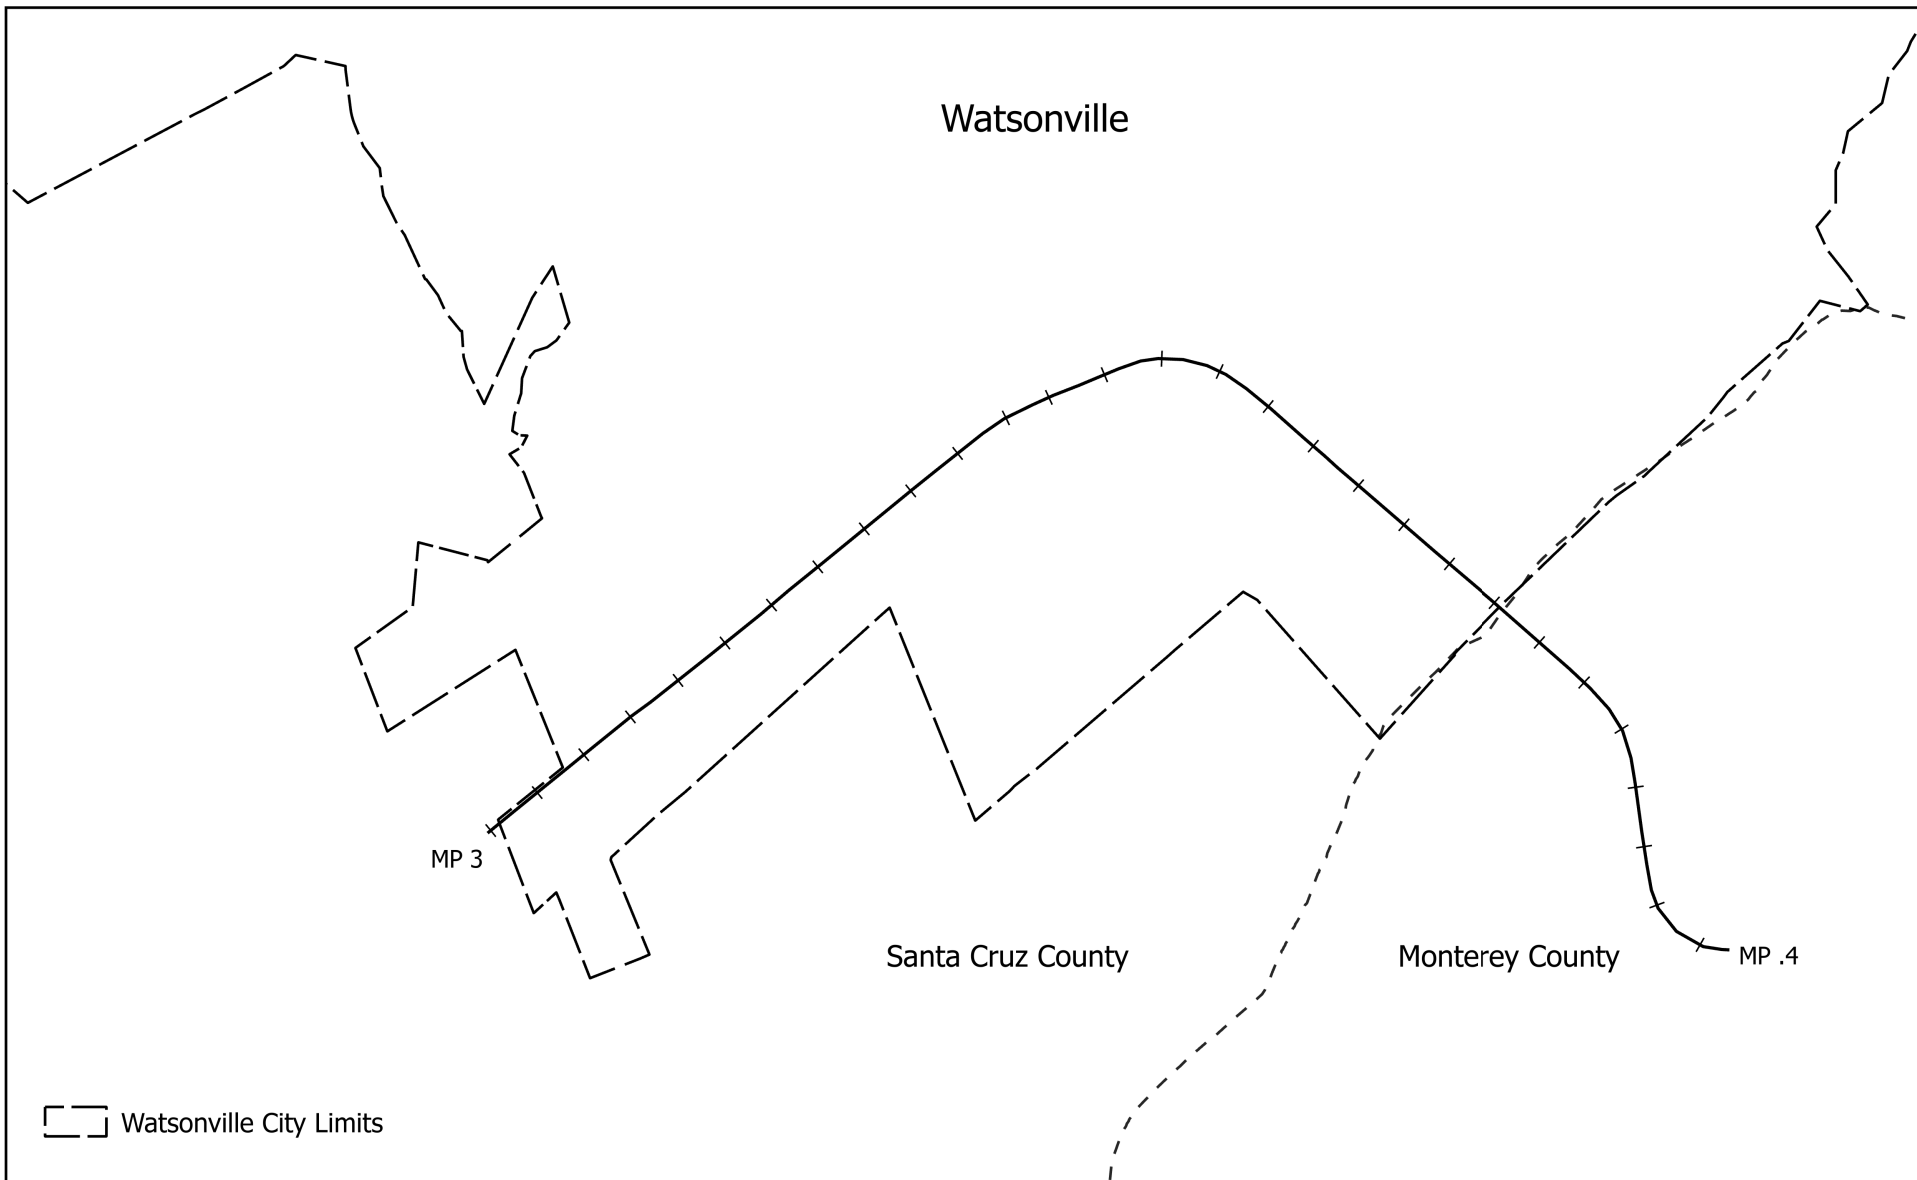 Watsonville
MP 3
Santa Cruz County
Monterey County
MP .4
Watsonville City Limits